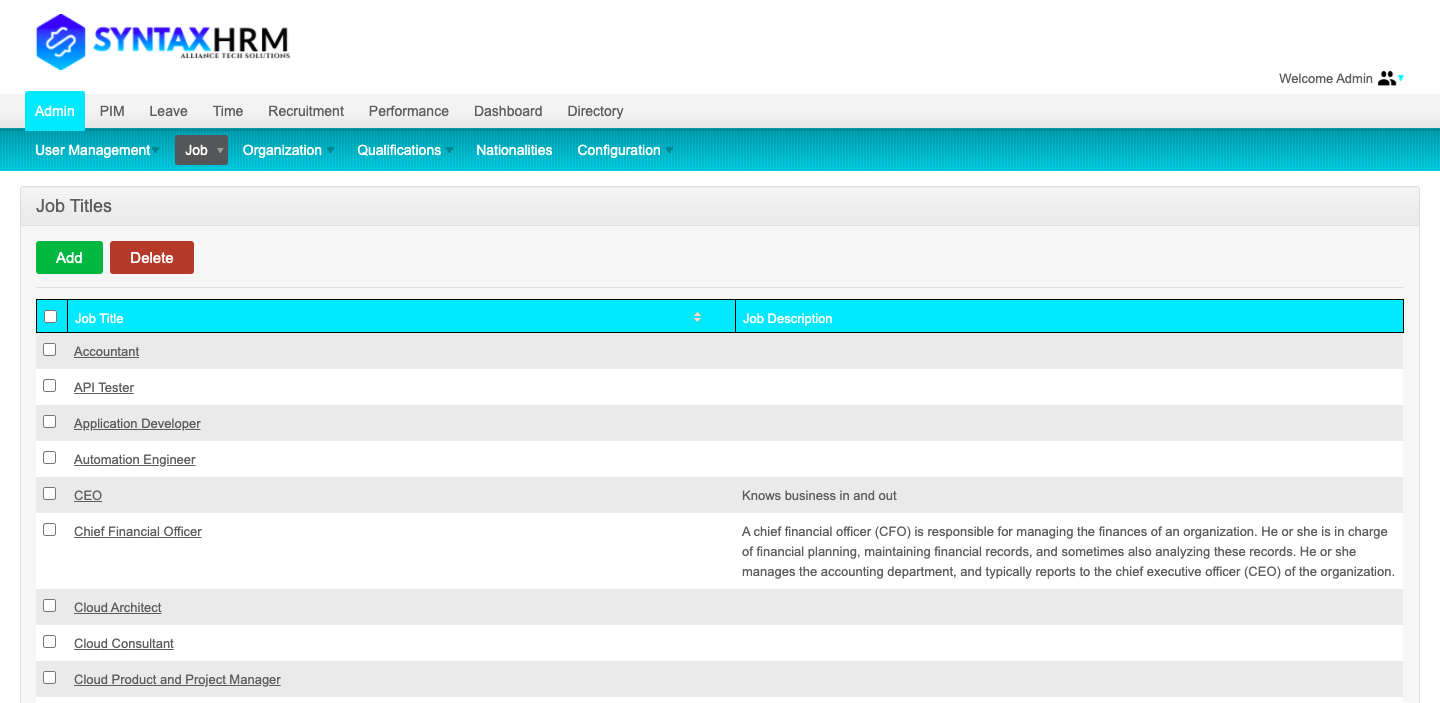 SYNTAXHRM
ALLIANCE TECH SOLUTIONS
Welcome Admin
Admin PIM Leave Time Recruitment Performance Dashboard Directory
User Management Job Organization Qualifications Nationalities Configuration
Job Titles
Add Delete
Job Title Job Description
Accountant
API Tester
Application Developer
Automation Engineer
CEO Knows business in and out
Chief Financial Officer A chief financial officer (CFO) is responsible for managing the finances of an organization. He or she is in charge
of financial planning, maintaining financial records, and sometimes also analyzing these records. He or she
manages the accounting department, and typically reports to the chief executive officer (CEO) of the organization.
Cloud Architect
Cloud Consultant
Cloud Product and Project Manager